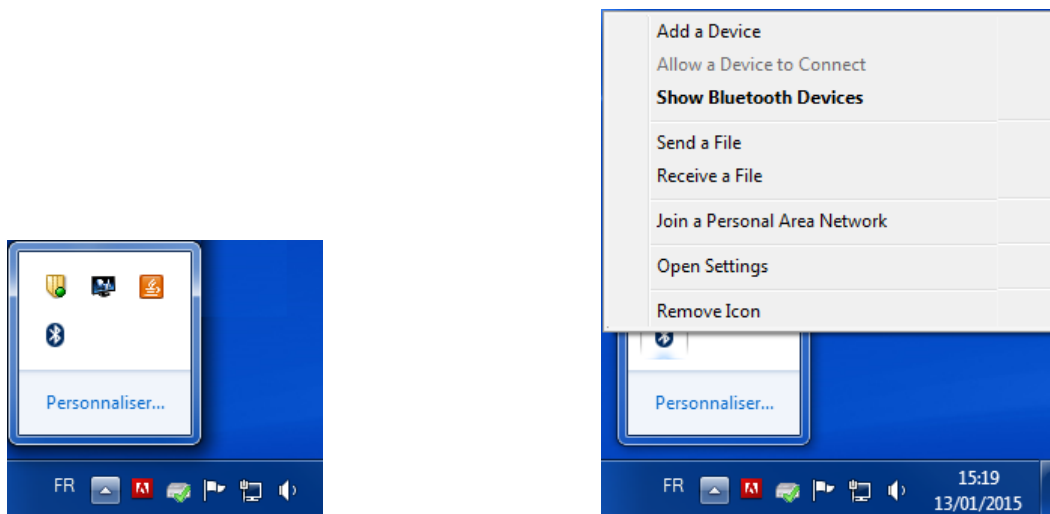 Personnaliser...
FR
Add a Device
Allow a Device to Connect
Show Bluetooth Devices
Send a File
Receive a File
Join a Personal Area Network
Open Settings
Remove Icon
Personnaliser...
FR
15:19
13/01/2015